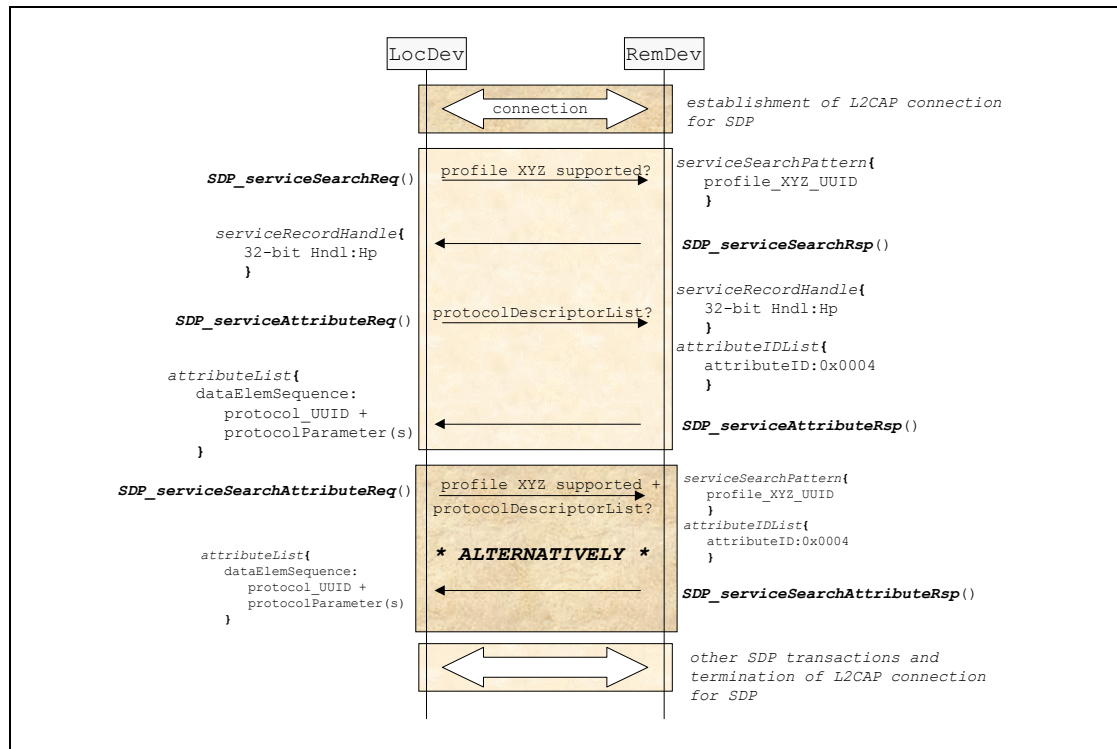 LocDev
RemDev
connection
establishment of L2CAP connection
for SDP
SDP_serviceSearchReq()
profile XYZ supported?
serviceSearchPattern{
profile_XYZ_UUID
}
serviceRecordHandle{
32-bit Hndl:Hp
}
SDP_serviceSearchRsp()
SDP_serviceAttributeReq()
protocolDescriptorList?
serviceRecordHandle{
32-bit Hndl:Hp
}
attributeIDList{
attributeID:0x0004
}
attributeList{
dataElemSequence:
protocol_UUID +
protocolParameter(s)
}
SDP_serviceAttributeRsp()
SDP_serviceSearchAttributeReq()
profile XYZ supported +
protocolDescriptorList?
serviceSearchPattern{
profile_XYZ_UUID
}
attributeIDList{
attributeID:0x0004
}
* ALTERNATIVELY *
attributeList{
dataElemSequence:
protocol_UUID +
protocolParameter(s)
}
SDP_serviceSearchAttributeRsp()
other SDP transactions and
termination of L2CAP connection
for SDP